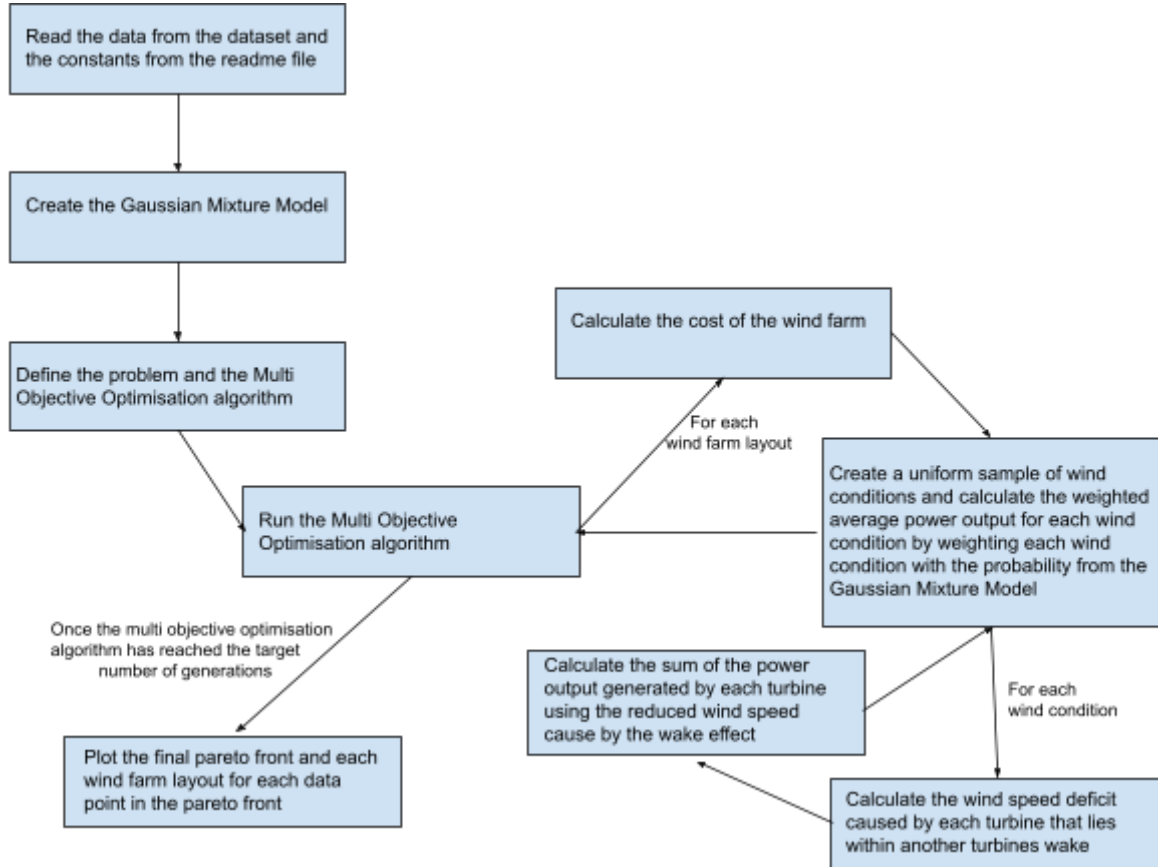 Read the data from the dataset and
the constants from the readme file
Create the Gaussian Mixture Model
Define the problem and the Multi
Objective Optimisation algorithm
Run the Multi Objective
Optimisation algorithm
For each
wind farm layout
Calculate the cost of the wind farm
Create a uniform sample of wind
conditions and calculate the weighted
average power output for each wind
condition by weighting each wind
condition with the probability from the
Gaussian Mixture Model
For each
wind condition
Calculate the wind speed deficit
caused by each turbine that lies
within another turbines wake
Calculate the sum of the power
output generated by each turbine
using the reduced wind speed
cause by the wake effect
Once the multi objective optimisation
algorithm has reached the target
number of generations
Plot the final pareto front and each
wind farm layout for each data
point in the pareto front